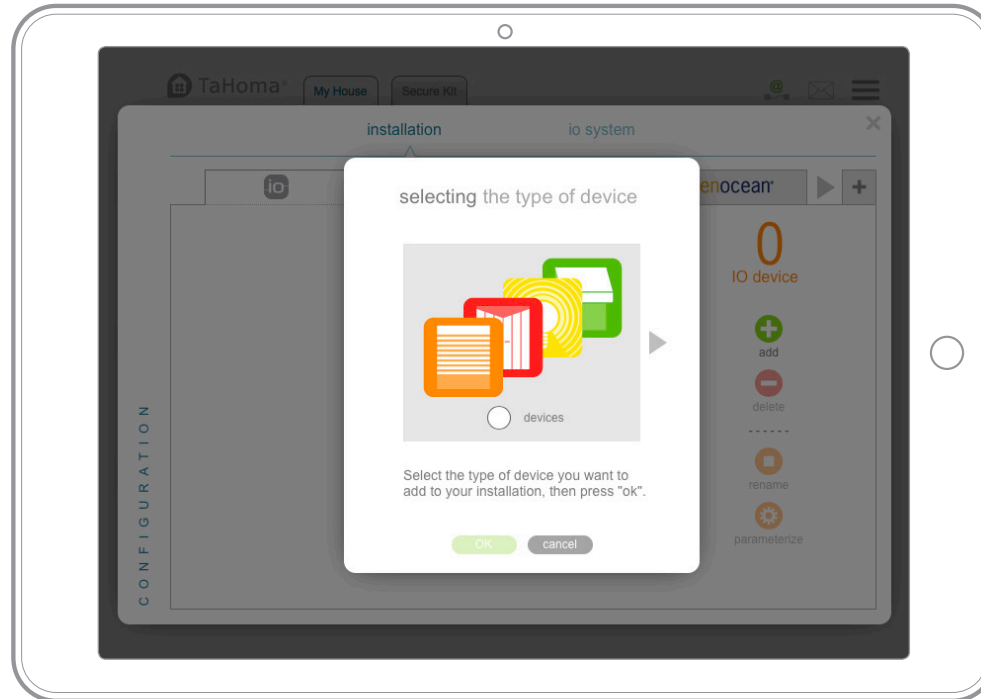 TaHoma®
My House
Secure Kit
@
installation
io system
×
io
enocean®
+
selecting the type of device
0
IO device
add
delete
------
rename
parameterize
devices
Select the type of device you want to
add to your installation, then press "ok".
OK
cancel
CONFIGURATION